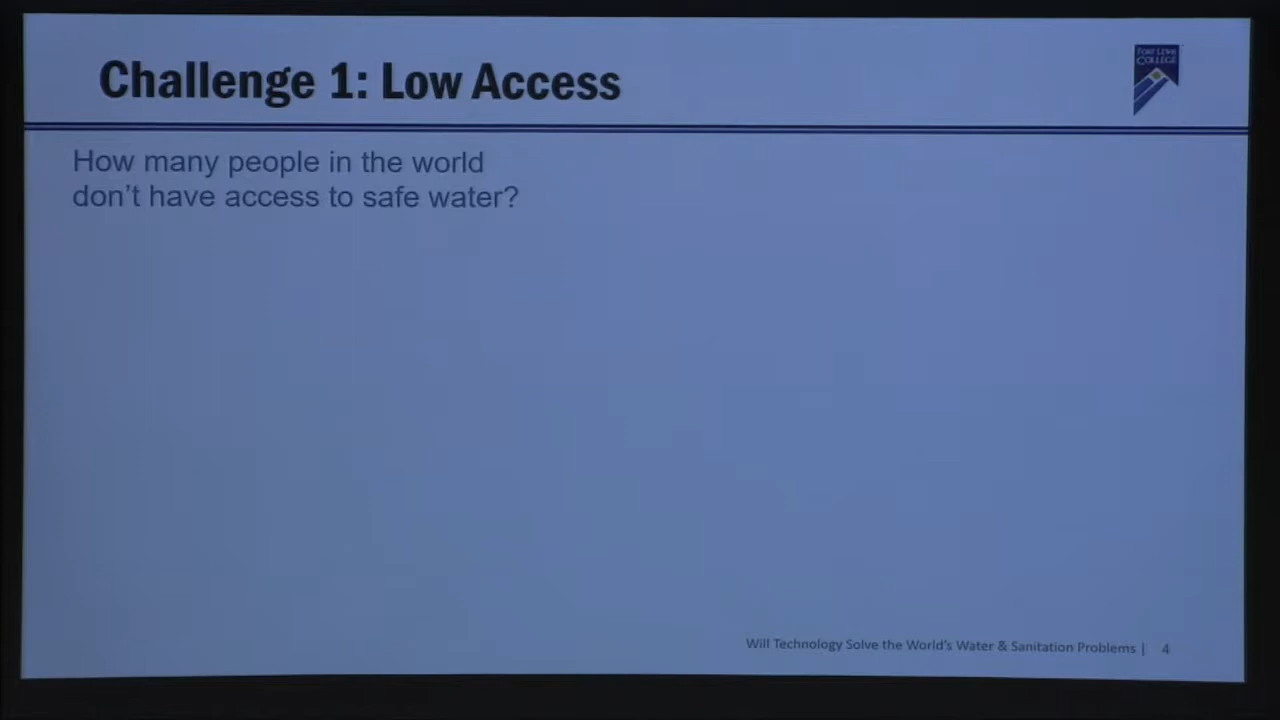 Challenge 1: Low Access
FORT LEWIS
COLLEGE
How many people in the world
don't have access to safe water?
Will Technology Solve the World's Water & Sanitation Problems | 4